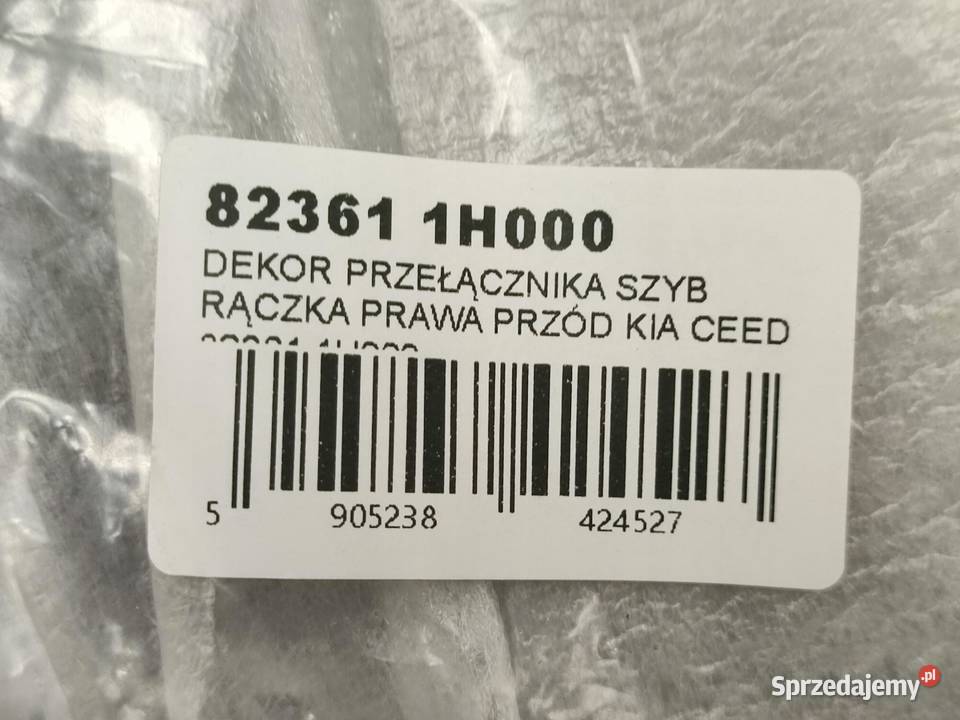 82361 1H000
DEKOR PRZEŁĄCZNIKA SZYB
RĄCZKA PRAWA PRZÓD KIA CEED
5 905238 424527
Sprzedajemy.pl